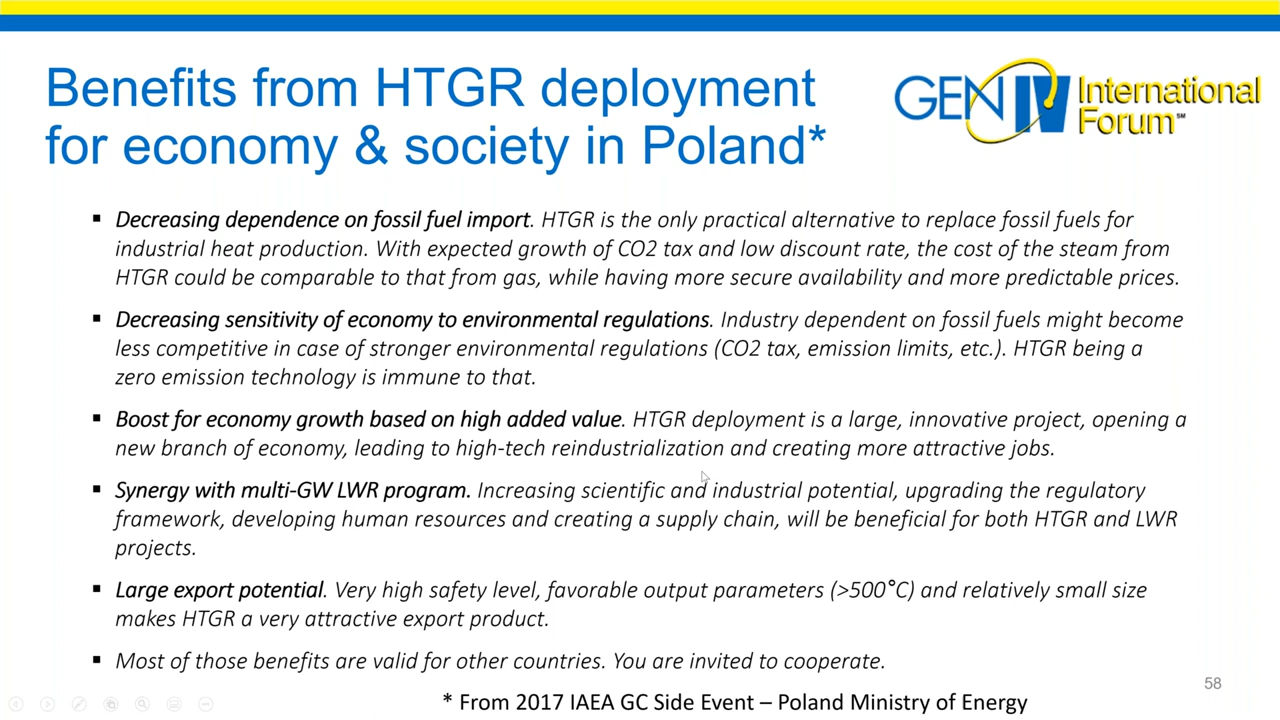 Benefits from HTGR deployment
for economy & society in Poland*
GEN IV International
Forum SM
▪ Decreasing dependence on fossil fuel import. HTGR is the only practical alternative to replace fossil fuels for
industrial heat production. With expected growth of CO2 tax and low discount rate, the cost of the steam from
HTGR could be comparable to that from gas, while having more secure availability and more predictable prices.
▪ Decreasing sensitivity of economy to environmental regulations. Industry dependent on fossil fuels might become
less competitive in case of stronger environmental regulations (CO2 tax, emission limits, etc.). HTGR being a
zero emission technology is immune to that.
▪ Boost for economy growth based on high added value. HTGR deployment is a large, innovative project, opening a
new branch of economy, leading to high-tech reindustrialization and creating more attractive jobs.
▪ Synergy with multi-GW LWR program. Increasing scientific and industrial potential, upgrading the regulatory
framework, developing human resources and creating a supply chain, will be beneficial for both HTGR and LWR
projects.
▪ Large export potential. Very high safety level, favorable output parameters (>500°C) and relatively small size
makes HTGR a very attractive export product.
▪ Most of those benefits are valid for other countries. You are invited to cooperate.
58
* From 2017 IAEA GC Side Event – Poland Ministry of Energy